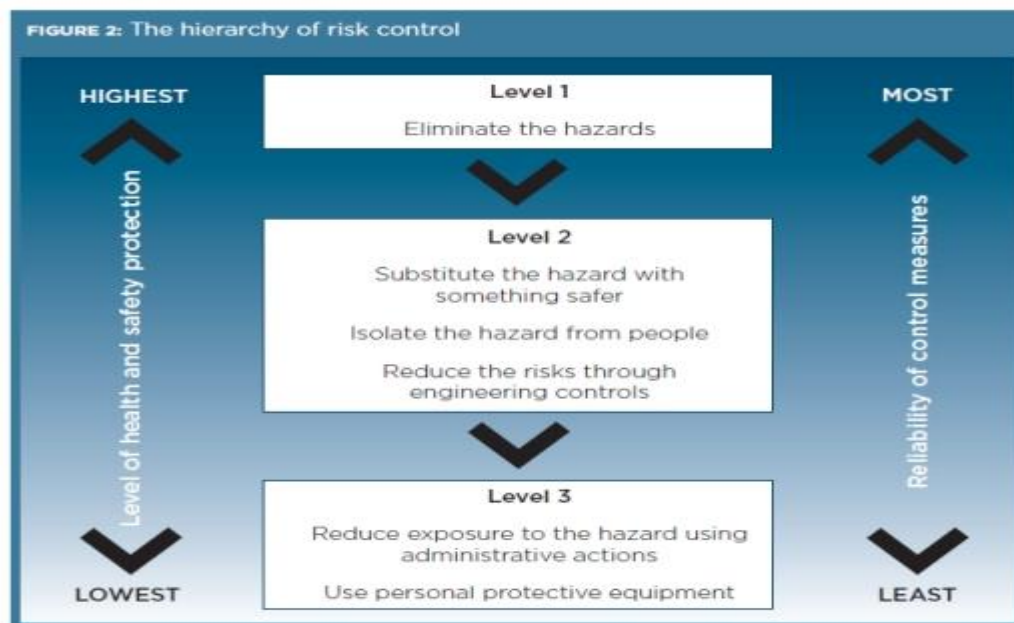 FIGURE 2: The hierarchy of risk control
HIGHEST
Level of health and safety protection
LOWEST
Level 1
Eliminate the hazards
Level 2
Substitute the hazard with
something safer
Isolate the hazard from people
Reduce the risks through
engineering controls
Level 3
Reduce exposure to the hazard using
administrative actions
Use personal protective equipment
MOST
Reliability of control measures
LEAST